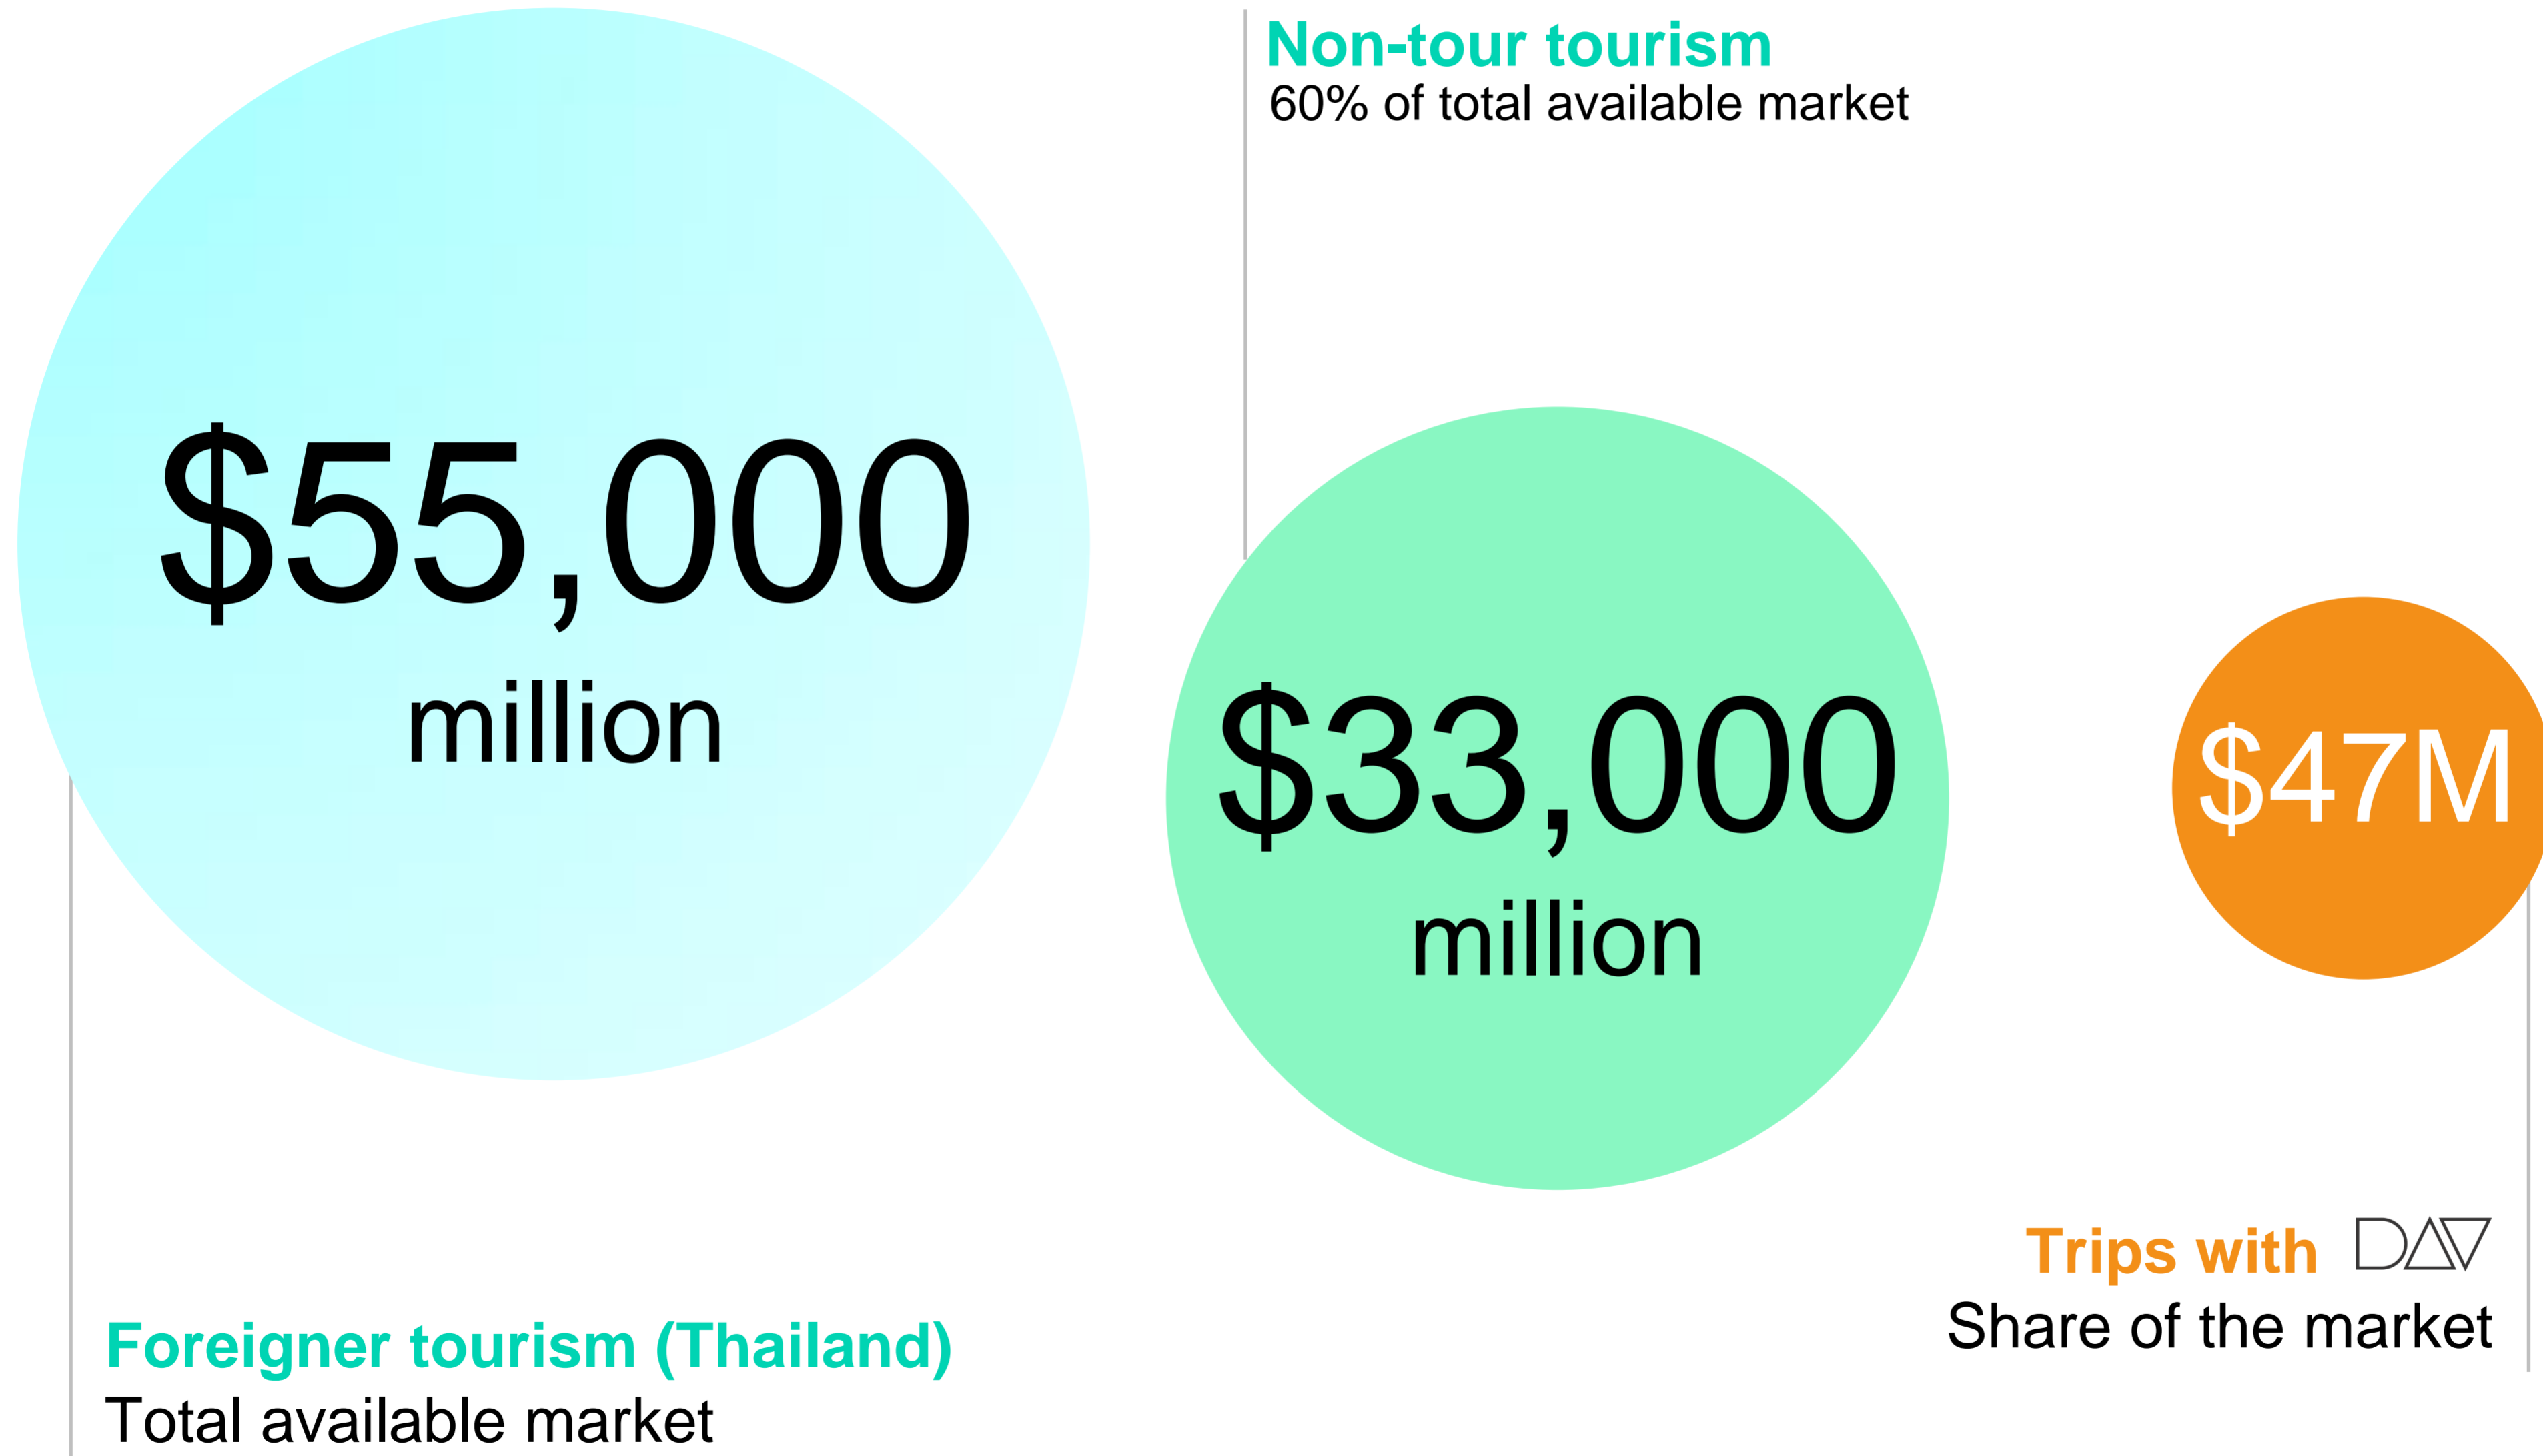 Non-tour tourism
60% of total available market
$55,000
million
$33,000
million
$47M
Trips with DAV
Share of the market
Foreigner tourism (Thailand)
Total available market